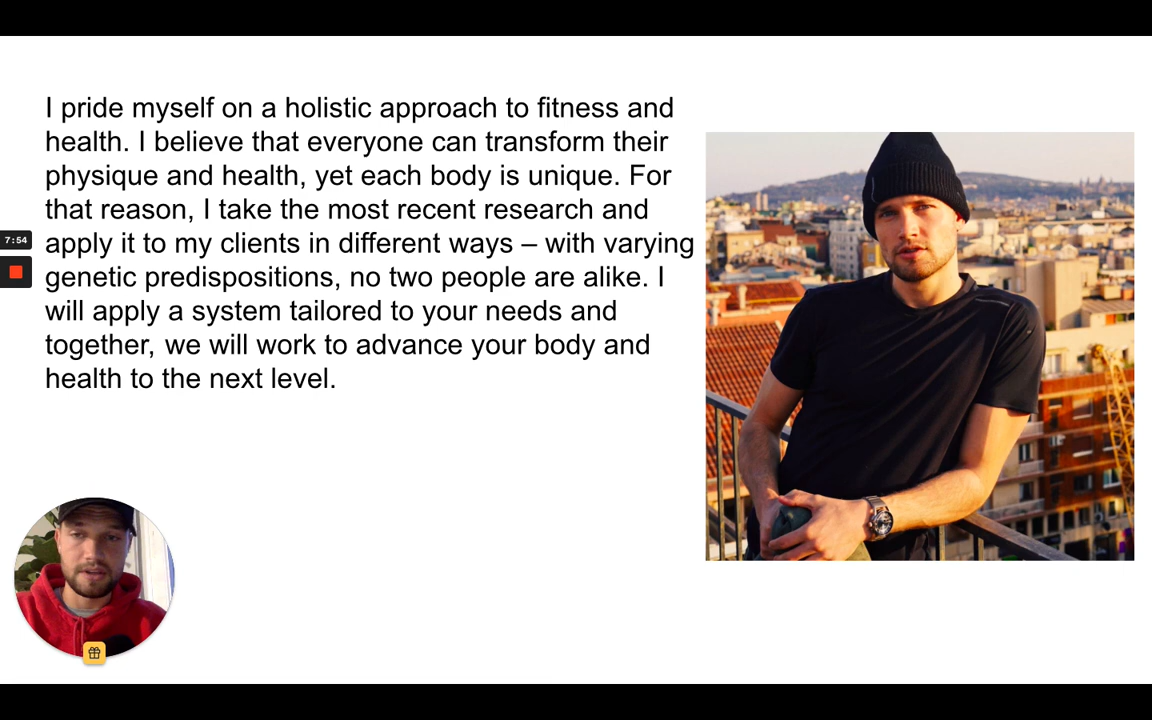 I pride myself on a holistic approach to fitness and
health. I believe that everyone can transform their
physique and health, yet each body is unique. For
that reason, I take the most recent research and
apply it to my clients in different ways – with varying
genetic predispositions, no two people are alike. I
will apply a system tailored to your needs and
together, we will work to advance your body and
health to the next level.
7:54